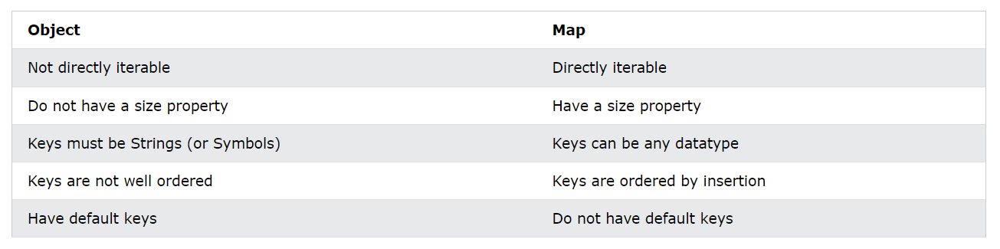 Object Map
Not directly iterable Directly iterable
Do not have a size property Have a size property
Keys must be Strings (or Symbols) Keys can be any datatype
Keys are not well ordered Keys are ordered by insertion
Have default keys Do not have default keys